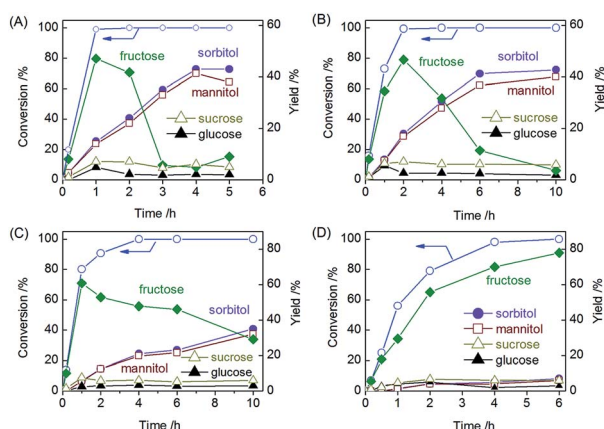 (A)
Conversion /%
100
80
60
40
20
0
fructose
sorbitol
mannitol
sucrose
glucose
60
40
20
0
Yield /%
0 1 2 3 4 5 6
Time /h
(B)
Conversion /%
100
80
60
40
20
0
fructose
sorbitol
mannitol
sucrose
glucose
60
40
20
0
Yield /%
0 2 4 6 8 10
Time /h
(C)
Conversion /%
100
80
60
40
20
0
fructose
sorbitol
mannitol
sucrose
glucose
80
60
40
20
0
Yield /%
0 2 4 6 8 10
Time /h
(D)
Conversion /%
100
80
60
40
20
0
fructose
sorbitol
mannitol
sucrose
glucose
80
60
40
20
0
Yield /%
0 1 2 3 4 5 6
Time /h